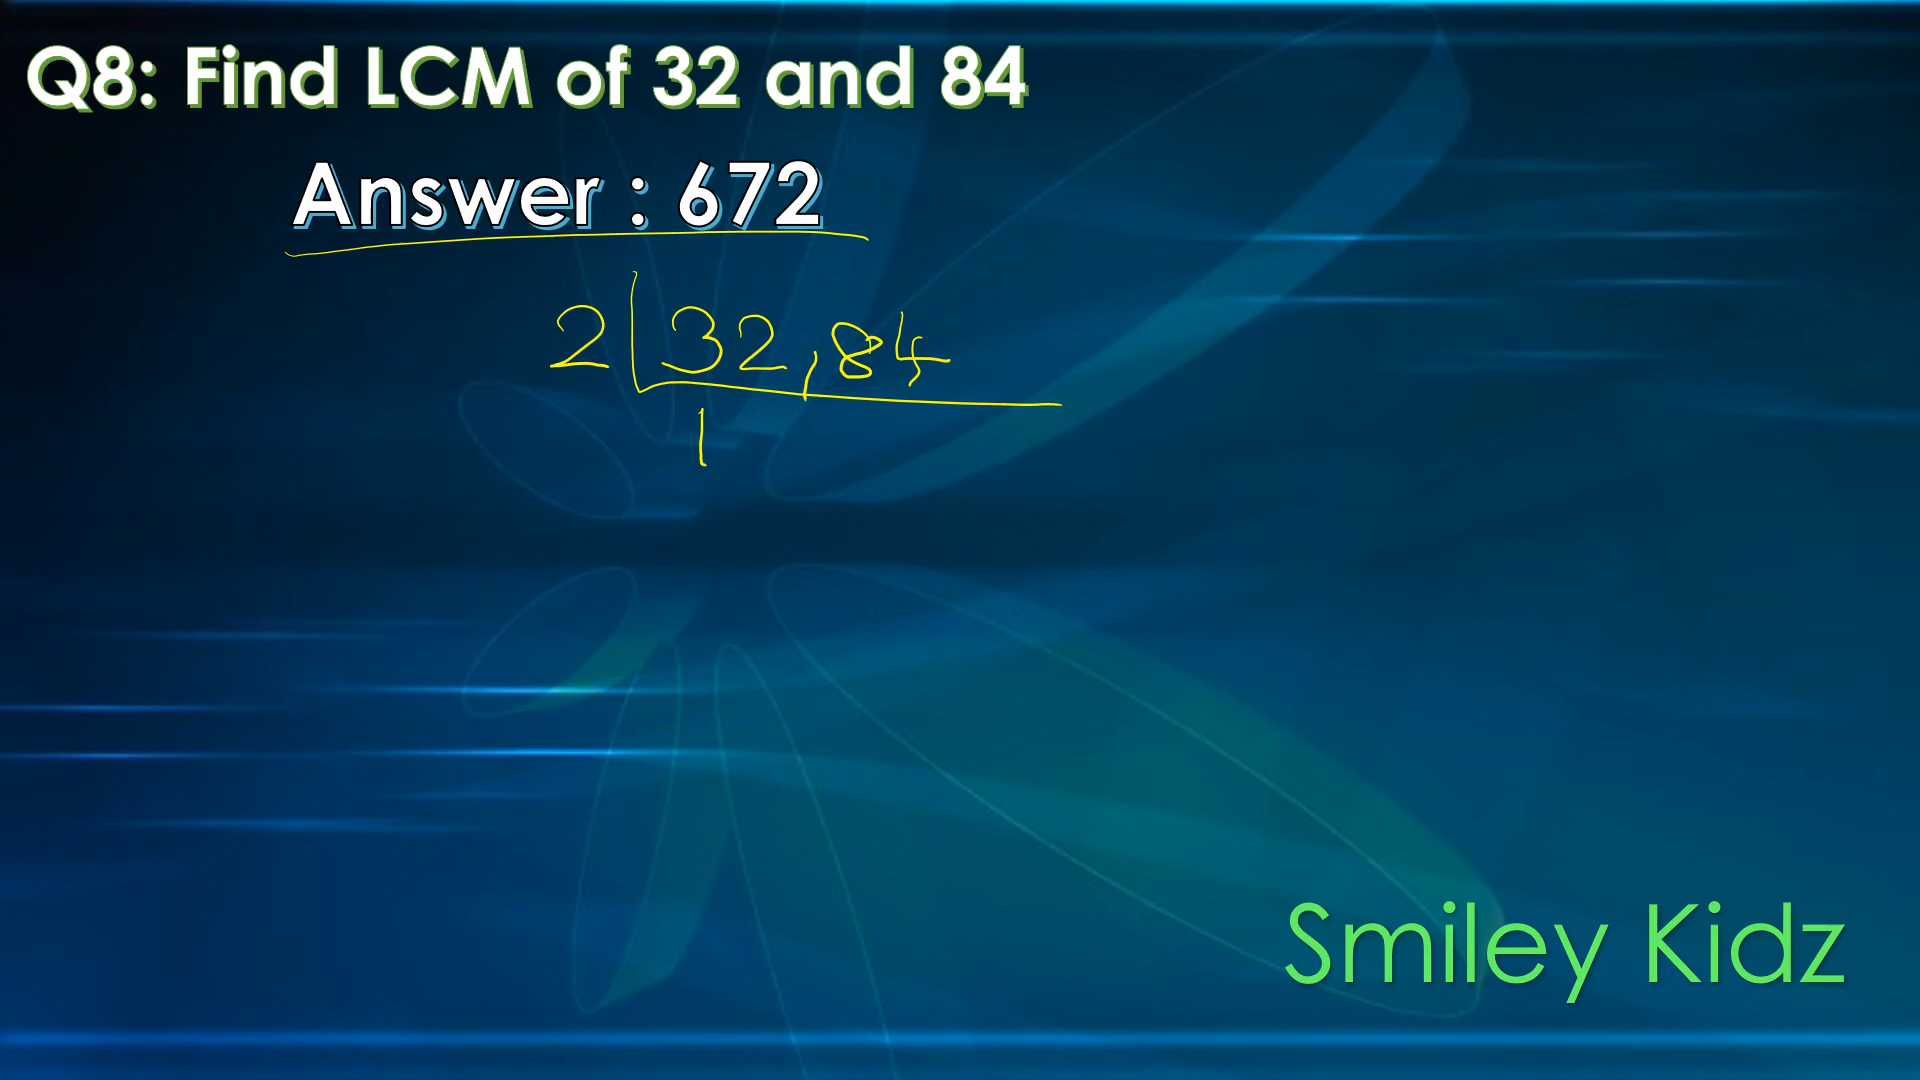 Q8: Find LCM of 32 and 84
Answer : 672
2 32,84
1
Smiley Kidz